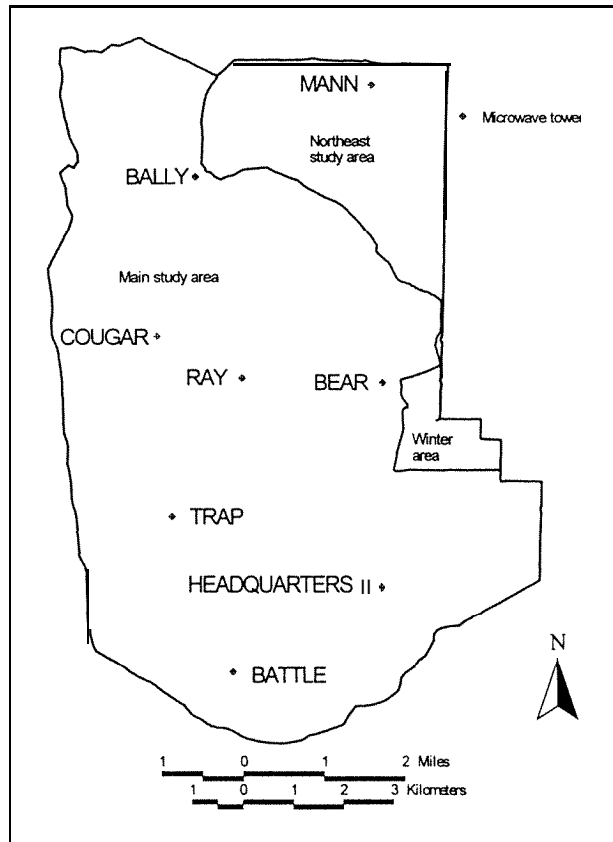 MANN
Microwave tower
Northeast
study area
BALLY
Main study area
COUGAR
RAY
BEAR
Winter
area
TRAP
HEADQUARTERS II
BATTLE
N
1 0 1 2 Miles
1 0 1 2 3 Kilometers